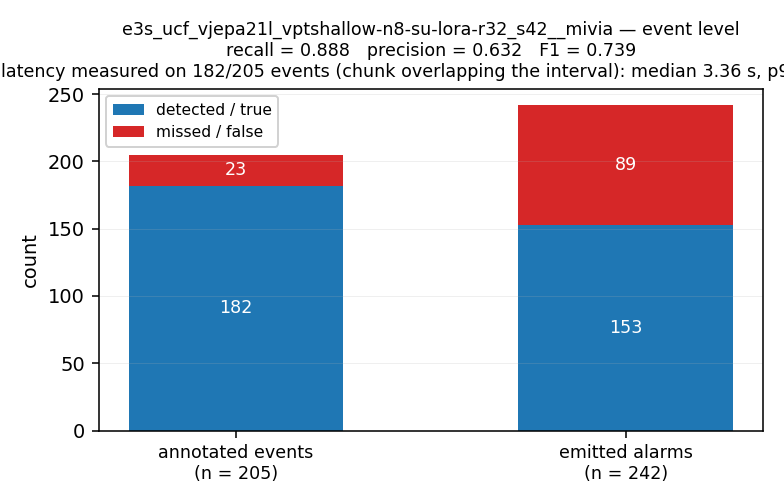 e3s_ucf_vjepa21l_vptshallow-n8-su-lora-r32_s42__mivia — event level
recall = 0.888   precision = 0.632   F1 = 0.739
latency measured on 182/205 events (chunk overlapping the interval): median 3.36 s,
250
200
150
100
50
0
count
detected / true
missed / false
23
182
89
153
annotated events
(n = 205)
emitted alarms
(n = 242)